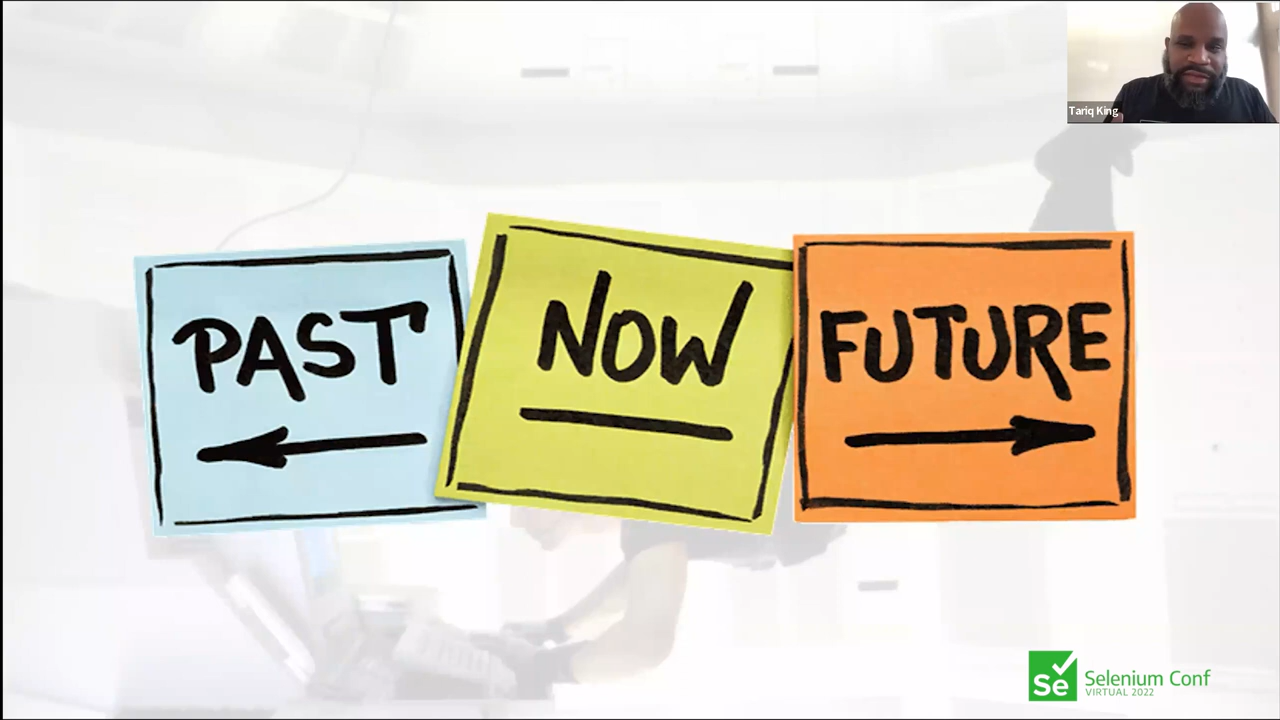 Tariq King
PAST
NOW
FUTURE
Se
Selenium Conf
VIRTUAL 2022